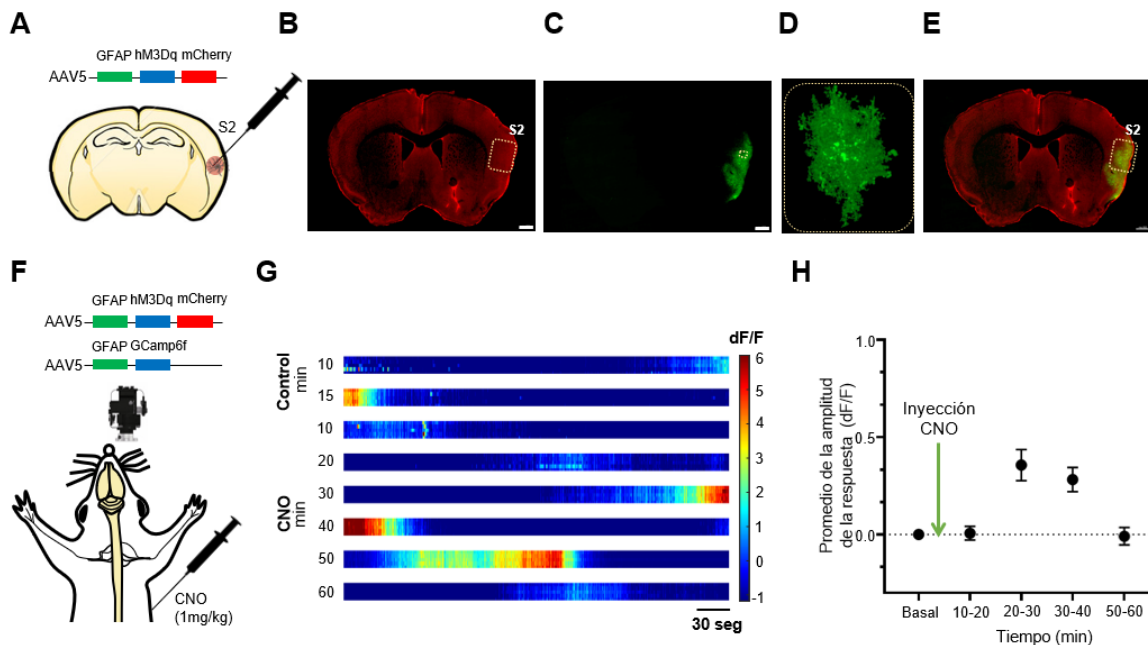 A
GFAP hM3Dq mCherry
AAV5
S2
B
S2
C
D
E
S2
F
GFAP hM3Dq mCherry
AAV5
GFAP GCamp6f
AAV5
CNO
(1mg/kg)
G
dF/F
Control
min
10
15
CNO
min
10
20
30
40
50
60
6
5
4
3
2
1
0
-1
30 seg
H
Promedio de la amplitud
de la respuesta (dF/F)
1.0
0.5
0.0
Inyección
CNO
Basal 10-20 20-30 30-40 50-60
Tiempo (min)